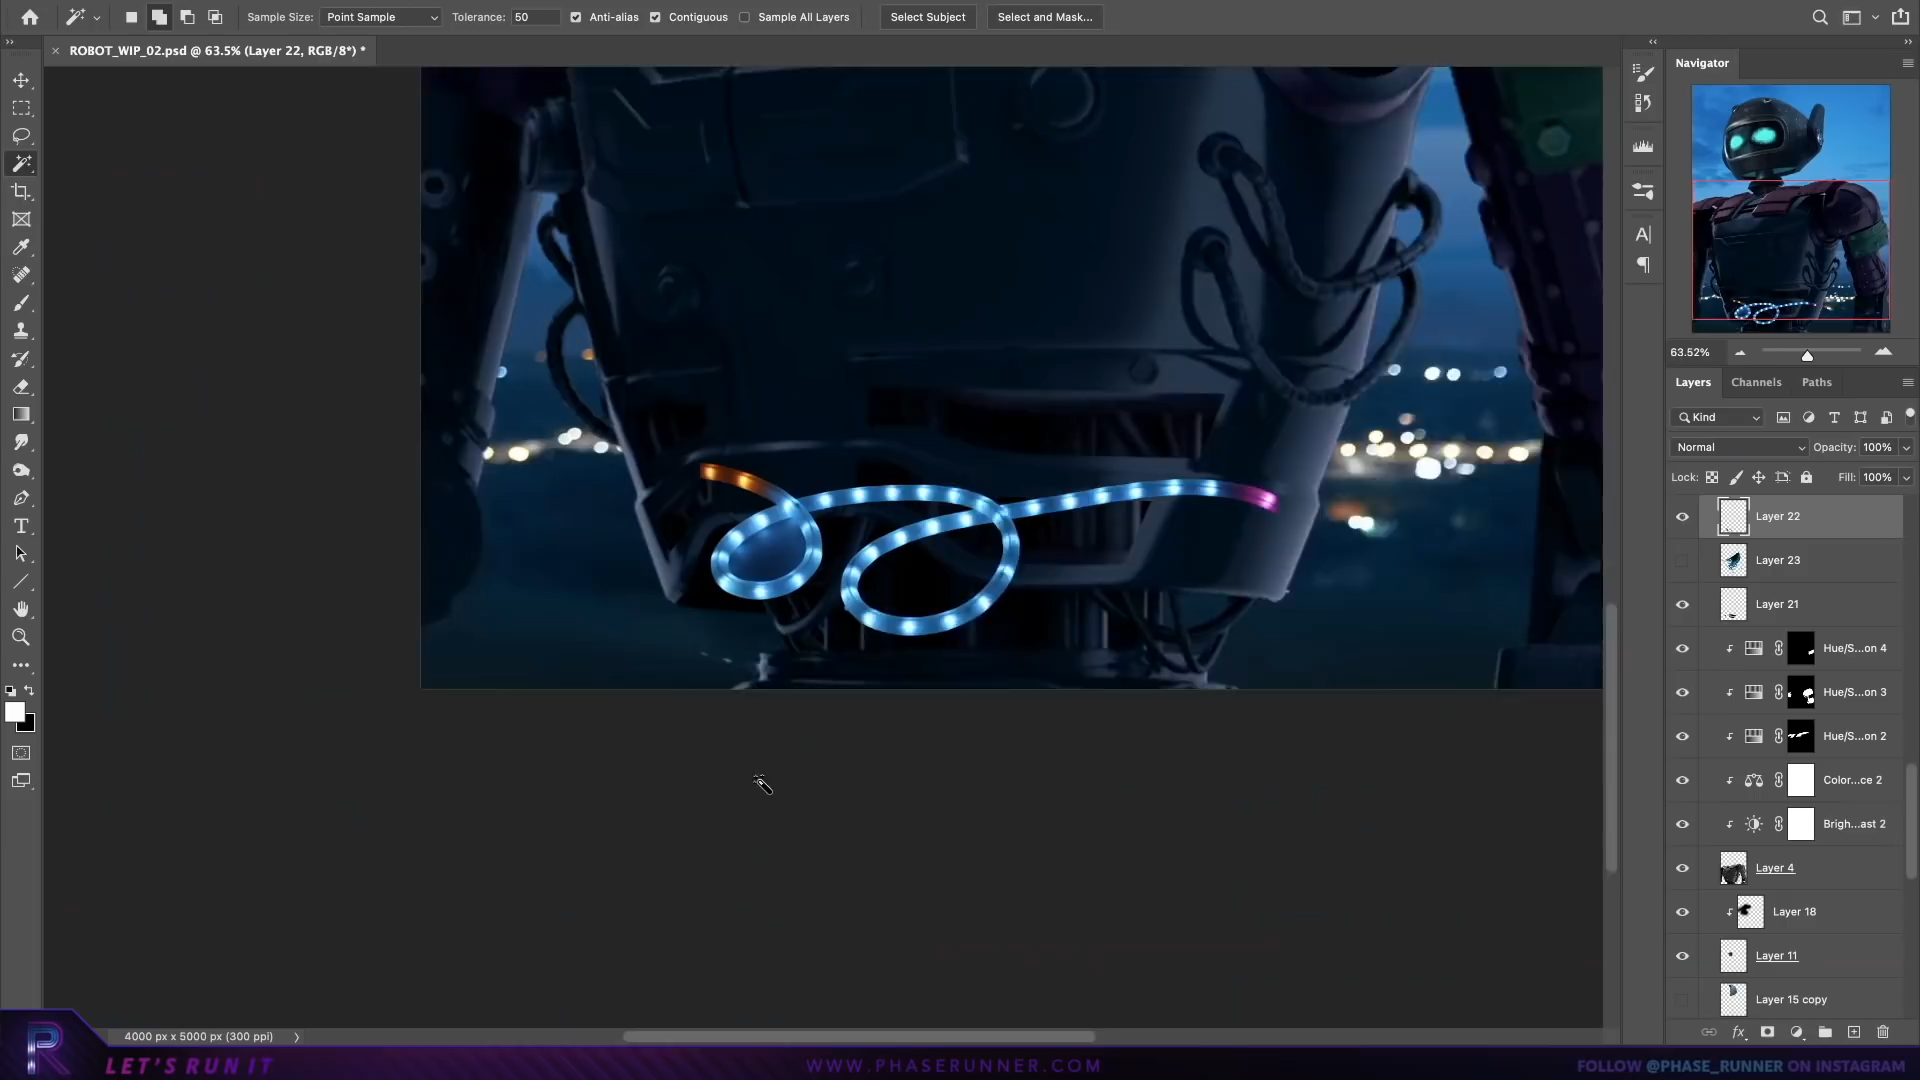 Sample Size: Point Sample Tolerance: 50 Anti-alias Contiguous Sample All Layers Select Subject Select and Mask...
ROBOT_WIP_02.psd @ 63.5% (Layer 22, RGB/8*) *
Navigator
63.52%
Layers Channels Paths
Kind
Normal Opacity: 100%
Lock: Fill: 100%
Layer 22
Layer 23
Layer 21
Hue/S...on 4
Hue/S...on 3
Hue/S...on 2
Color...ce 2
Brigh...ast 2
Layer 4
Layer 18
Layer 11
Layer 15 copy
4000 px x 5000 px (300 ppi)
R LET'S RUN IT WWW.PHASERUNNER.COM FOLLOW @PHASE_RUNNER ON INSTAGRAM